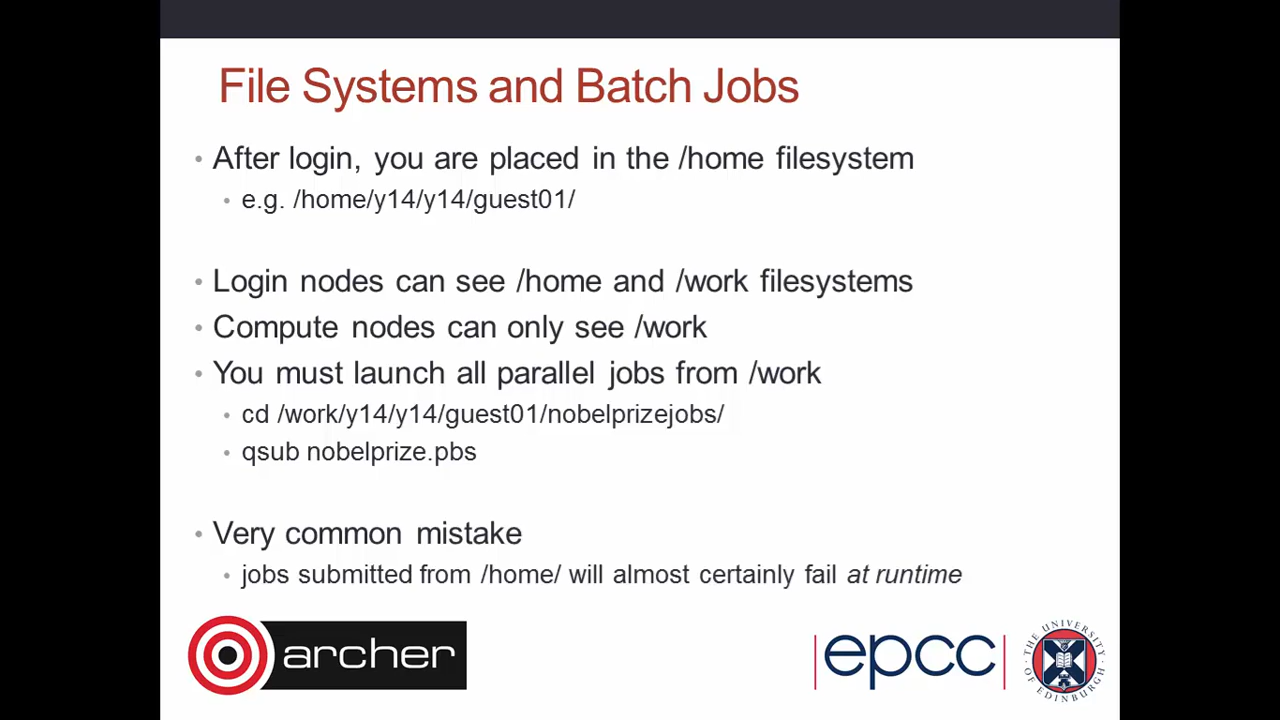 File Systems and Batch Jobs
• After login, you are placed in the /home filesystem
• e.g. /home/y14/y14/guest01/
• Login nodes can see /home and /work filesystems
• Compute nodes can only see /work
• You must launch all parallel jobs from /work
• cd /work/y14/y14/guest01/nobelprizejobs/
• qsub nobelprize.pbs
• Very common mistake
• jobs submitted from /home/ will almost certainly fail at runtime
archer
epcc
THE UNIVERSITY OF EDINBURGH